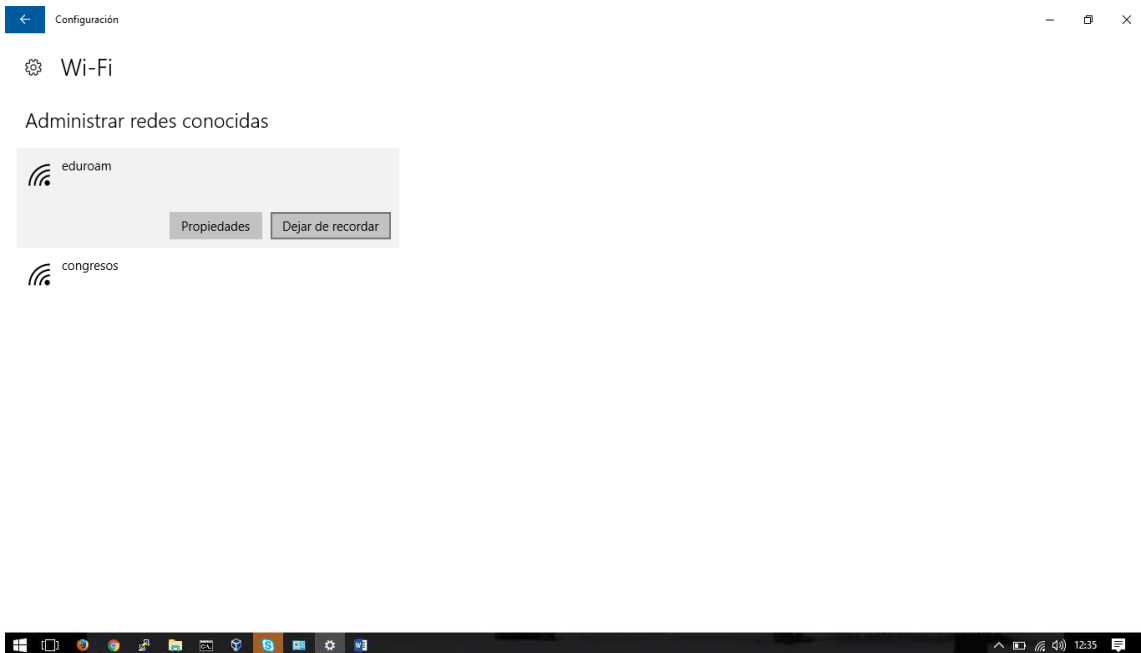 Configuración
Wi-Fi
Administrar redes conocidas
eduroam
Propiedades Dejar de recordar
congresos
12:35